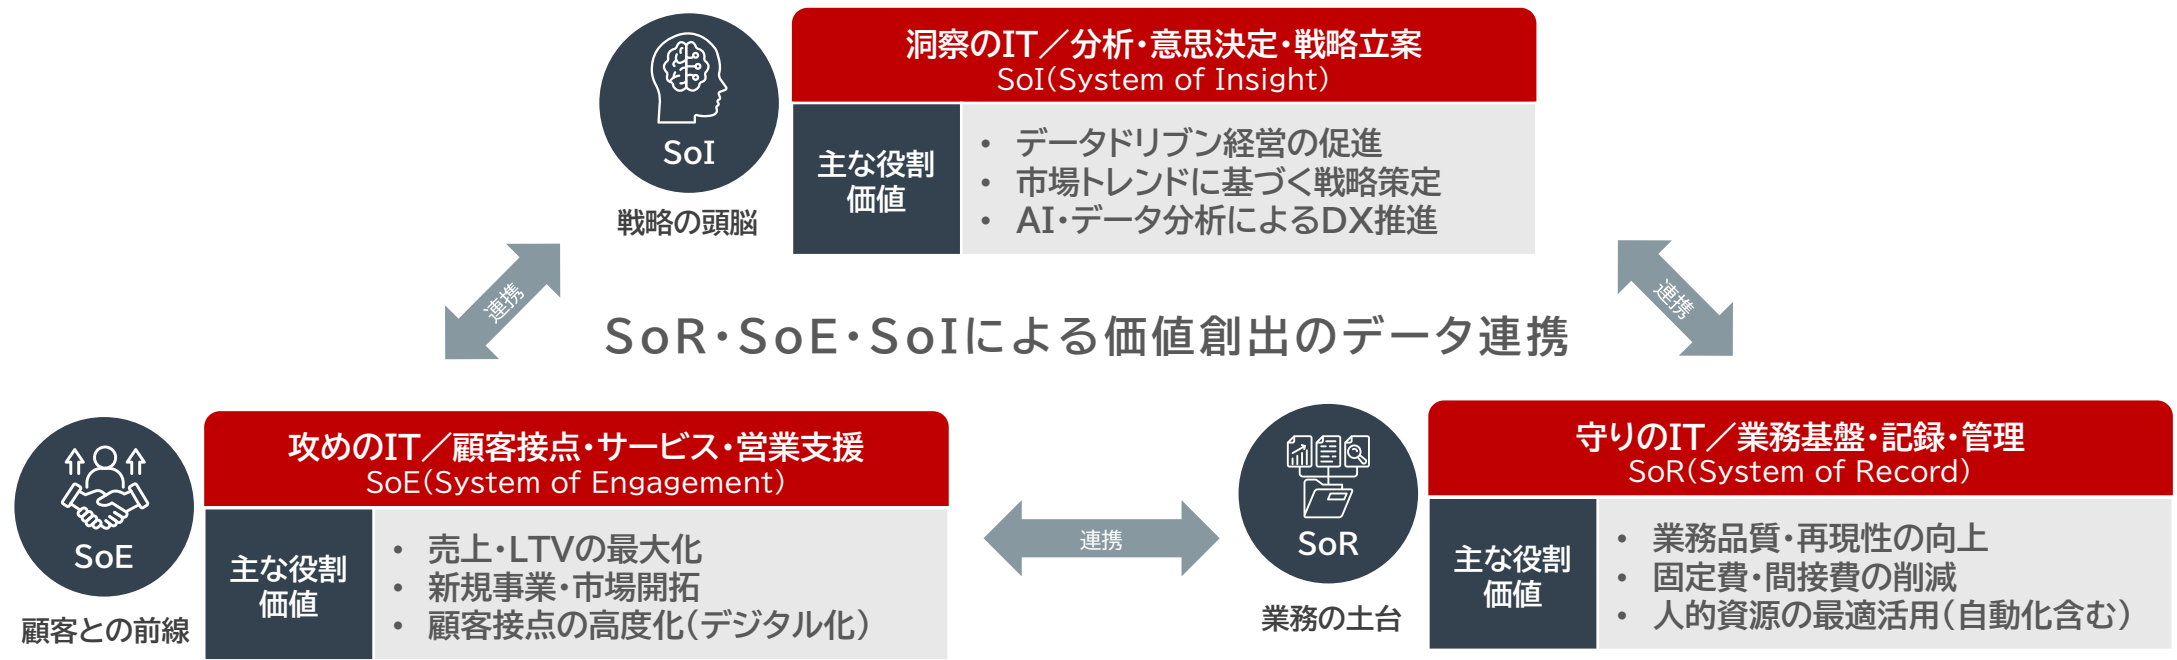 洞察のIT／分析・意思決定・戦略立案
SoI(System of Insight)
SoI
戦略の頭脳
主な役割
価値
・ データドリブン経営の促進
・ 市場トレンドに基づく戦略策定
・ AI・データ分析によるDX推進
連携
連携
SoR・SoE・SoIによる価値創出のデータ連携
攻めのIT／顧客接点・サービス・営業支援
SoE(System of Engagement)
SoE
顧客との前線
主な役割
価値
・ 売上・LTVの最大化
・ 新規事業・市場開拓
・ 顧客接点の高度化(デジタル化)
連携
守りのIT／業務基盤・記録・管理
SoR(System of Record)
SoR
業務の土台
主な役割
価値
・ 業務品質・再現性の向上
・ 固定費・間接費の削減
・ 人的資源の最適活用(自動化含む)